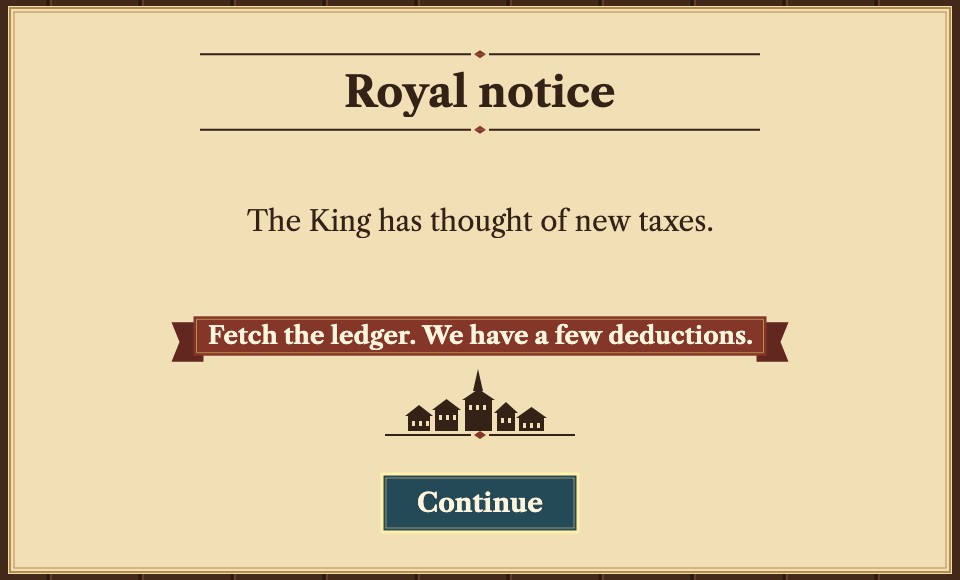 Royal notice
The King has thought of new taxes.
Fetch the ledger. We have a few deductions.
Continue